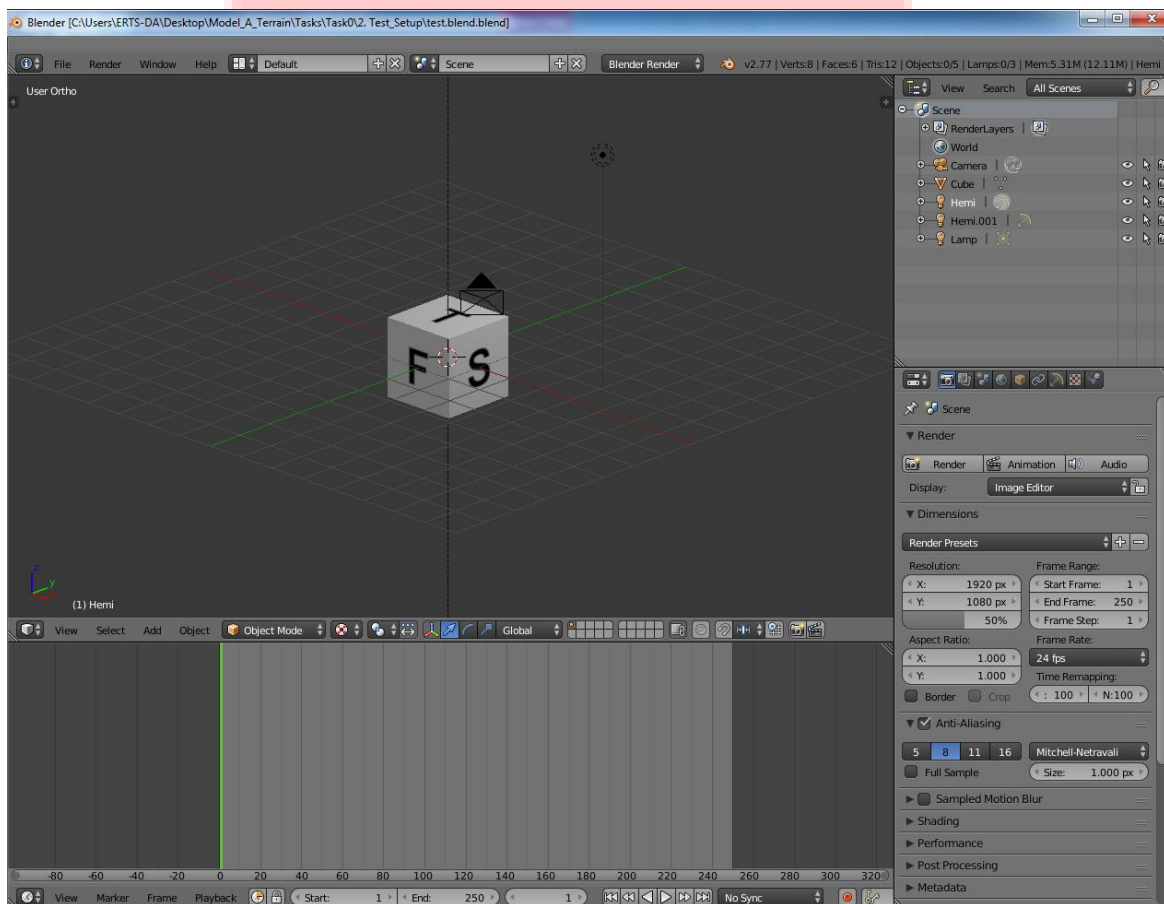 Blender [C:\Users\ERTS-DA\Desktop\Model_A_Terrain\Tasks\Task0\2. Test_Setup\test.blend.blend]
File Render Window Help Default Scene Blender Render v2.77 | Verts:8 | Faces:6 | Tris:12 | Objects:0/5 | Lamps:0/3 | Mem:5.31M (12.11M) | Hemi
User Ortho
View Search All Scenes
Scene
RenderLayers |
World
Camera |
Cube |
Hemi |
Hemi.001 |
Lamp |
T
F S
Scene
Render
Render Animation Audio
Display: Image Editor
Dimensions
Render Presets
Resolution: Frame Range:
X: 1920 px Start Frame: 1
Y: 1080 px End Frame: 250
50% Frame Step: 1
Aspect Ratio: Frame Rate:
X: 1.000 24 fps
Y: 1.000 Time Remapping:
Border Crop : 100 N:100
Anti-Aliasing
5 8 11 16 Mitchell-Netravali
Full Sample Size: 1.000 px
Sampled Motion Blur
Shading
Performance
Post Processing
Metadata
z
y
(1) Hemi
View Select Add Object Object Mode Global
-80 -60 -40 -20 0 20 40 60 80 100 120 140 160 180 200 220 240 260 280 300 320
View Marker Frame Playback Start: 1 End: 250 1 No Sync